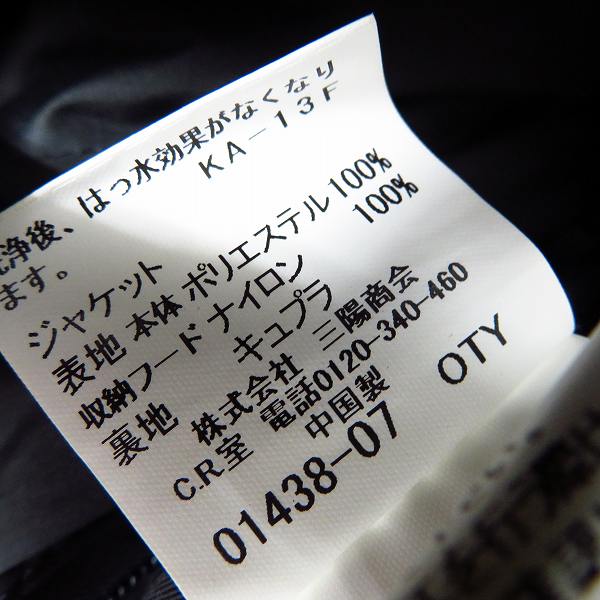 浄後、はっ水効果がなくなり
ます。
KA-13F
ジャケット
表地 本体 ポリエステル100%
収納フード ナイロン 100%
裏地 キュプラ
株式会社 三陽商会
C.R室 電話0120-340-460
中国製
01438-07 OTY